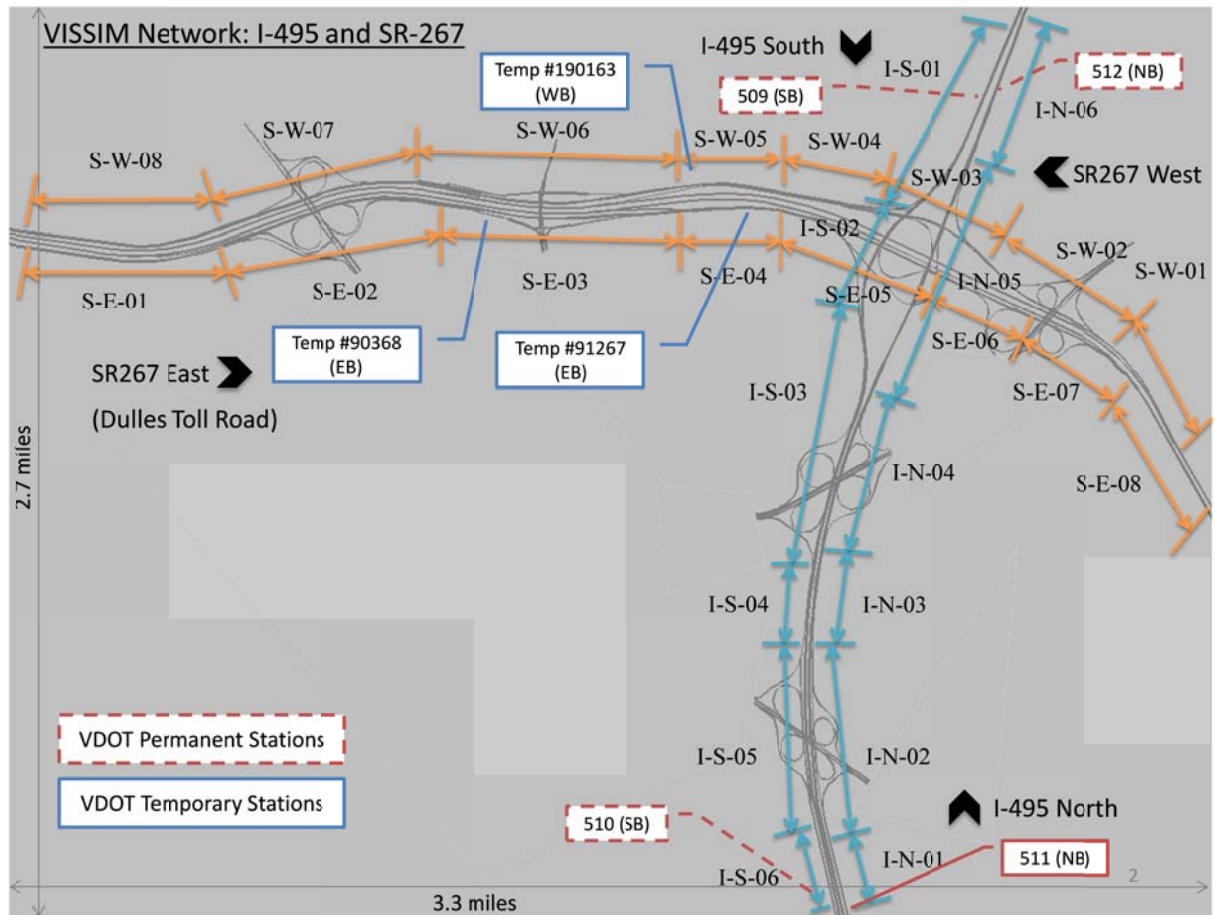 VISSIM Network: I-495 and SR-267
I-495 South
I-S-01
512 (NB)
Temp #190163
(WB)
509 (SB)
I-N-06
S-W-07
S-W-06
S-W-05
S-W-04
S-W-08
S-W-03
SR267 West
I-S-02
S-W-02
S-W-01
S-E-01
S-E-02
S-E-03
S-E-04
S-E-05
I-N-05
S-E-06
Temp #90368
(EB)
Temp #91267
(EB)
SR267 East
(Dulles Toll Road)
I-S-03
S-E-07
2.7 miles
I-N-04
S-E-08
I-S-04
I-N-03
VDOT Permanent Stations
I-S-05
I-N-02
VDOT Temporary Stations
510 (SB)
I-495 North
I-N-01
511 (NB)
I-S-06
2
3.3 miles